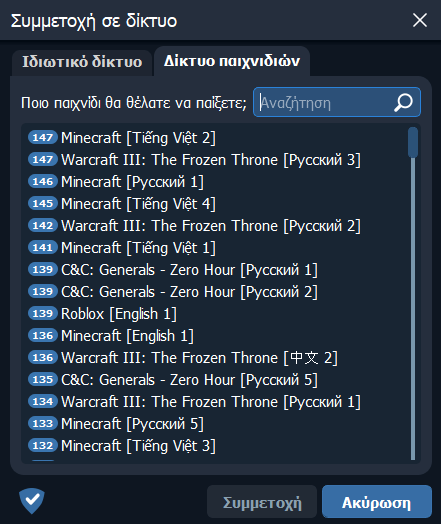 Συμμετοχή σε δίκτυο
Ιδιωτικό δίκτυο
Δίκτυο παιχνιδιών
Ποιο παιχνίδι θα θέλατε να παίξετε;
Αναζήτηση
147 Minecraft [Tiếng Việt 2]
147 Warcraft III: The Frozen Throne [Русский 3]
146 Minecraft [Русский 1]
145 Minecraft [Tiếng Việt 4]
142 Warcraft III: The Frozen Throne [Русский 2]
141 Minecraft [Tiếng Việt 1]
139 C&C: Generals - Zero Hour [Русский 1]
139 C&C: Generals - Zero Hour [Русский 2]
139 Roblox [English 1]
136 Minecraft [English 1]
136 Warcraft III: The Frozen Throne [中文 2]
135 C&C: Generals - Zero Hour [Русский 5]
134 Warcraft III: The Frozen Throne [Русский 1]
133 Minecraft [Русский 5]
132 Minecraft [Tiếng Việt 3]
Συμμετοχή
Ακύρωση